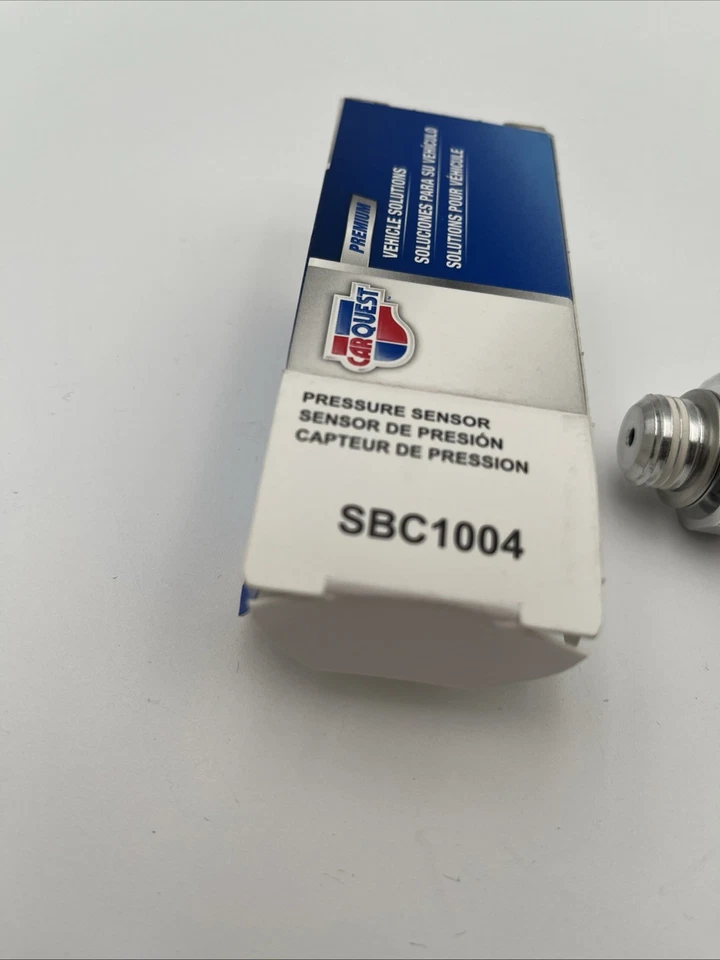 PREMIUM
VEHICLE SOLUTIONS
SOLUCIONES PARA SU VEHÍCULO
SOLUTIONS POUR VÉHICULE
CARQUEST
PRESSURE SENSOR
SENSOR DE PRESIÓN
CAPTEUR DE PRESSION
SBC1004